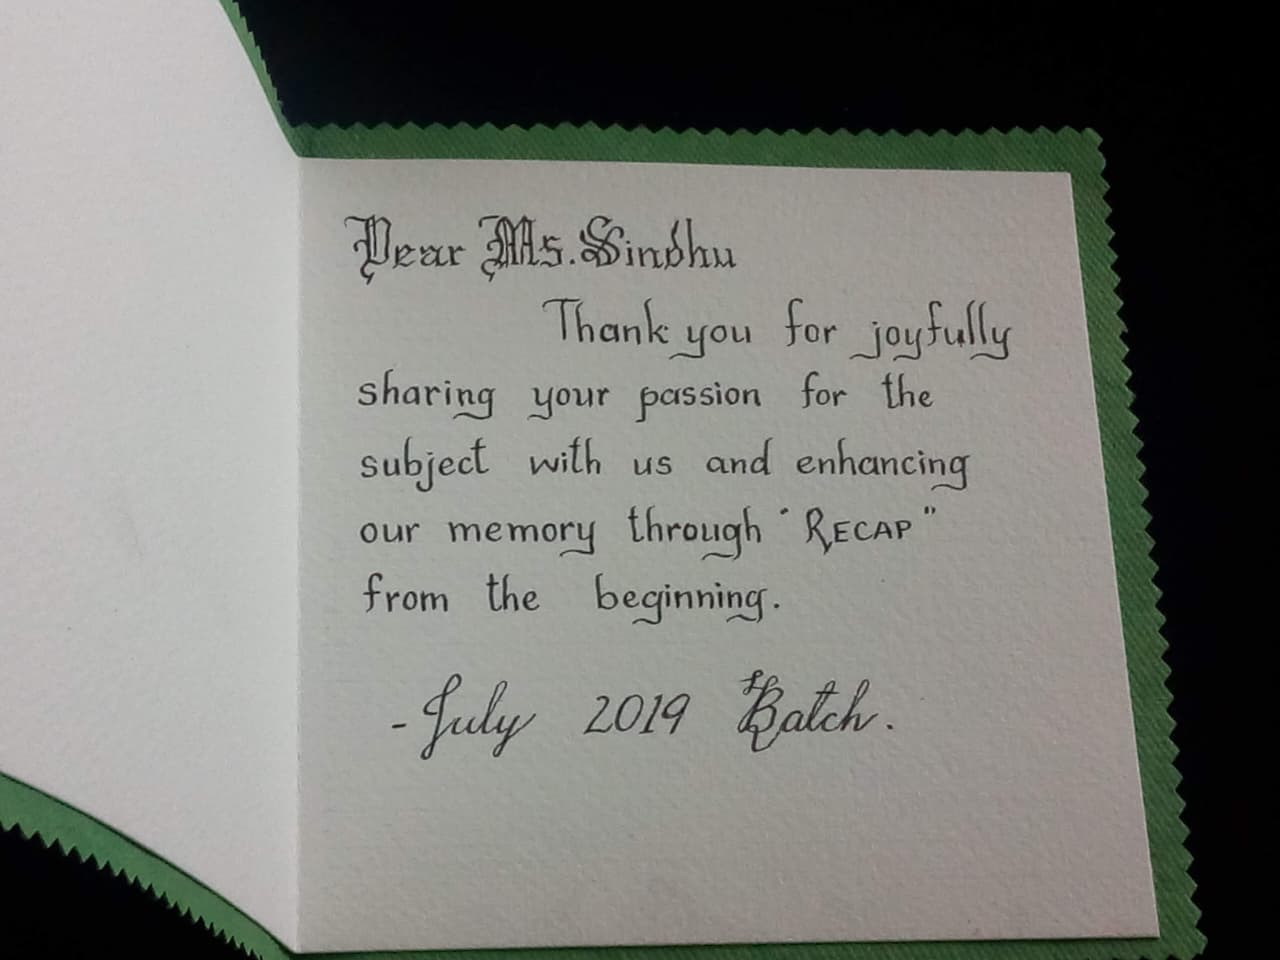 Dear Ms. Sindhu
Thank you for joyfully
sharing your passion for the
subject with us and enhancing
our memory through "RECAP"
from the beginning.
- July 2019 Batch.